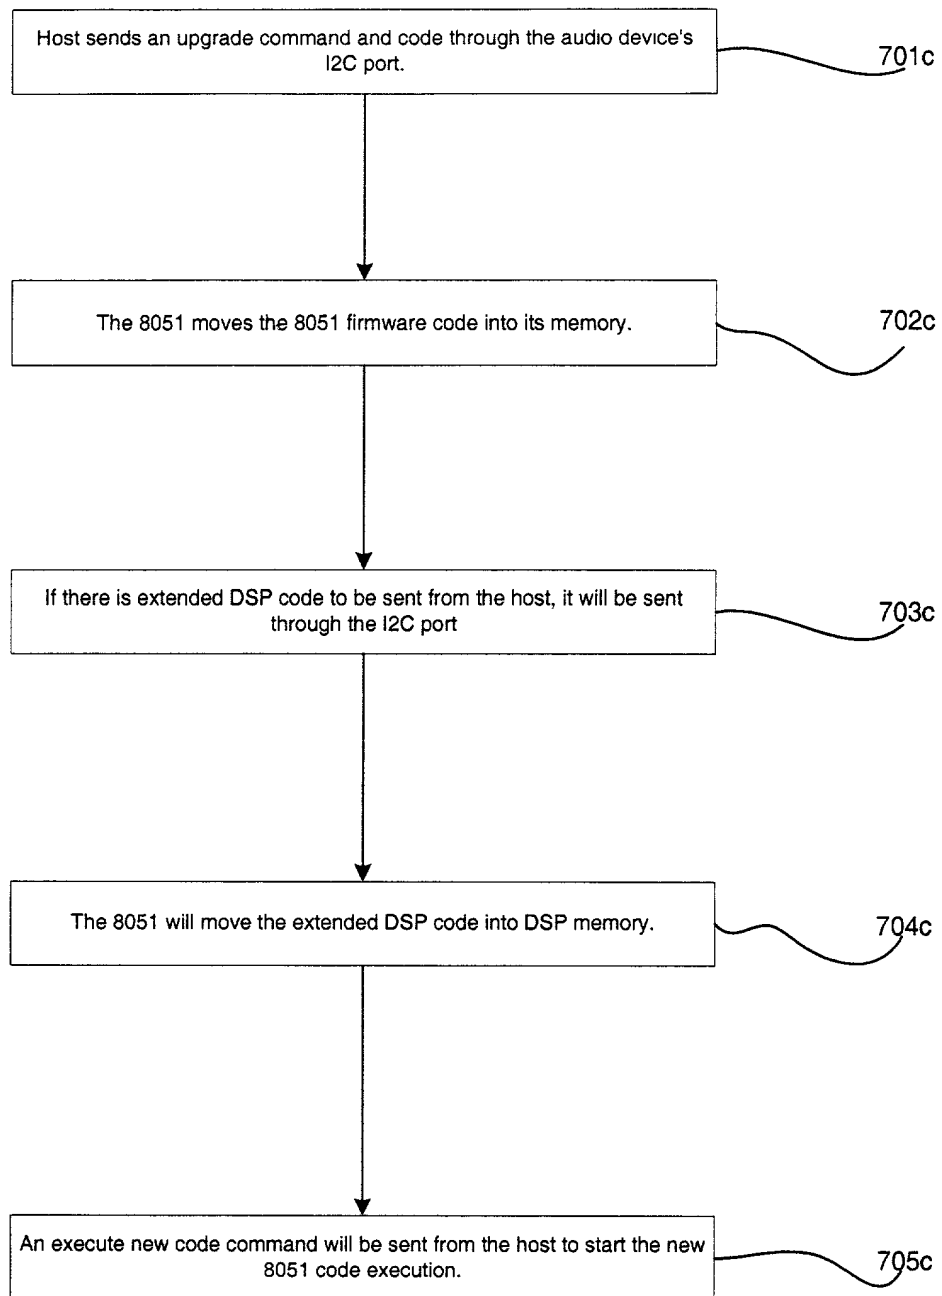 Host sends an upgrade command and code through the audio device's
I2C port.
701c
The 8051 moves the 8051 firmware code into its memory.
702c
If there is extended DSP code to be sent from the host, it will be sent
through the I2C port
703c
The 8051 will move the extended DSP code into DSP memory.
704c
An execute new code command will be sent from the host to start the new
8051 code execution.
705c